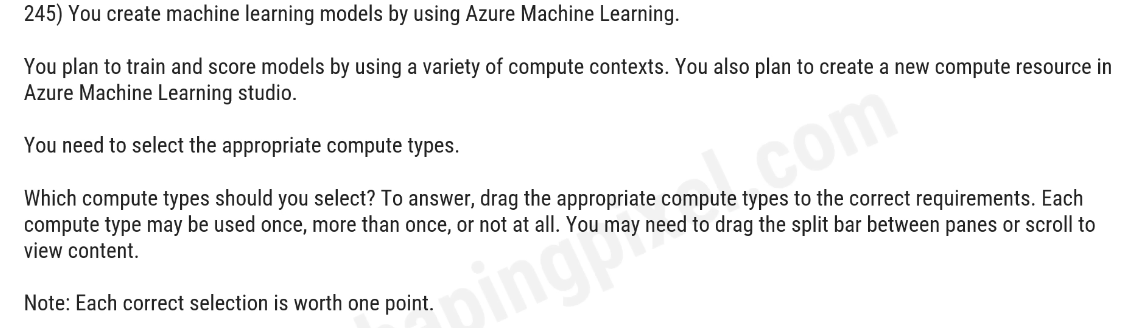 245) You create machine learning models by using Azure Machine Learning.
You plan to train and score models by using a variety of compute contexts. You also plan to create a new compute resource in
Azure Machine Learning studio.
You need to select the appropriate compute types.
Which compute types should you select? To answer, drag the appropriate compute types to the correct requirements. Each
compute type may be used once, more than once, or not at all. You may need to drag the split bar between panes or scroll to
view content.
Note: Each correct selection is worth one point.